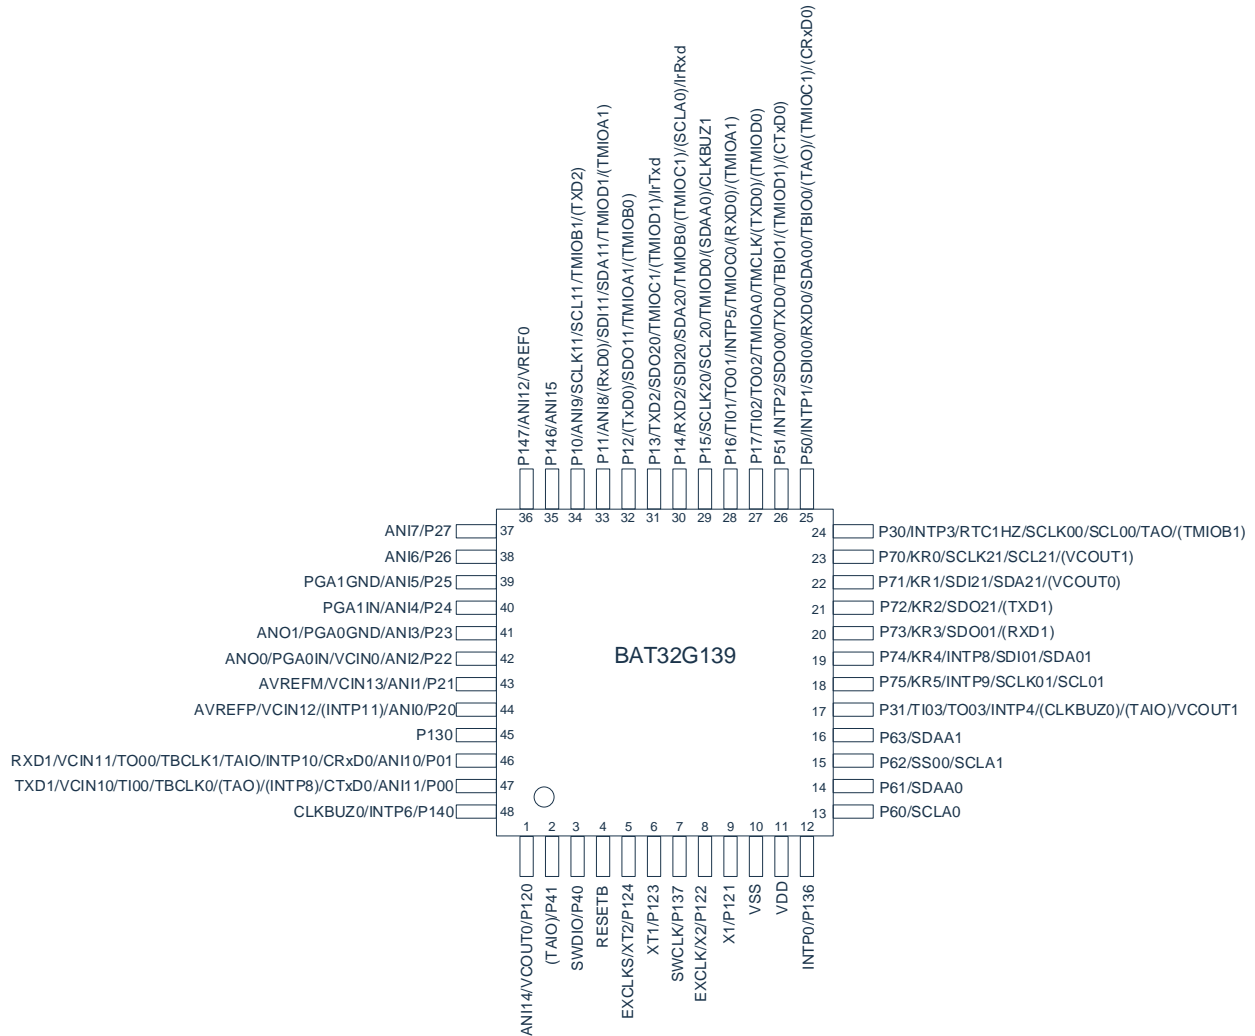 P147/ANI12/VREF0
P146/ANI15
P10/ANI9/SCLK11/SCL11/TMIOB1/(TXD2)
P11/ANI8/(RxD0)/SDI11/SDA11/TMIOD1/(TMIOA1)
P12/(TxD0)/SDO11/TMIOA1/(TMIOB0)
P13/TXD2/SDO20/TMIOC1/(TMIOD1)/IrTxd
P14/RXD2/SDI20/SDA20/TMIOB0/(TMIOC1)/(SCLA0)/IrRxd
P15/SCLK20/SCL20/TMIOD0/(SDAA0)/CLKBUZ1
P16/TI01/TO01/INTP5/TMIOC0/(RXD0)/(TMIOA1)
P17/TI02/TO02/TMIOA0/TMCLK/(TXD0)/(TMIOD0)
P51/INTP2/SDO00/TXD0/TBIO1/(TMIOD1)/(CTxD0)
P50/INTP1/SDI00/RXD0/SDA00/TBIO0/(TAO)/(TMIOC1)/(CRxD0)
36 35 34 33 32 31 30 29 28 27 26 25
ANI7/P27 37
ANI6/P26 38
PGA1GND/ANI5/P25 39
PGA1IN/ANI4/P24 40
ANO1/PGA0GND/ANI3/P23 41
ANO0/PGA0IN/VCIN0/ANI2/P22 42
AVREFM/VCIN13/ANI1/P21 43
AVREFP/VCIN12/(INTP11)/ANI0/P20 44
P130 45
RXD1/VCIN11/TO00/TBCLK1/TAIO/INTP10/CRxD0/ANI10/P01 46
TXD1/VCIN10/TI00/TBCLK0/(TAO)/(INTP8)/CTxD0/ANI11/P00 47
CLKBUZ0/INTP6/P140 48
BAT32G139
24 P30/INTP3/RTC1HZ/SCLK00/SCL00/TAO/(TMIOB1)
23 P70/KR0/SCLK21/SCL21/(VCOUT1)
22 P71/KR1/SDI21/SDA21/(VCOUT0)
21 P72/KR2/SDO21/(TXD1)
20 P73/KR3/SDO01/(RXD1)
19 P74/KR4/INTP8/SDI01/SDA01
18 P75/KR5/INTP9/SCLK01/SCL01
17 P31/TI03/TO03/INTP4/(CLKBUZ0)/(TAIO)/VCOUT1
16 P63/SDAA1
15 P62/SS00/SCLA1
14 P61/SDAA0
13 P60/SCLA0
1 2 3 4 5 6 7 8 9 10 11 12
ANI14/VCOUT0/P120
(TAIO)/P41
SWDIO/P40
RESETB
EXCLKS/XT2/P124
XT1/P123
SWCLK/P137
EXCLK/X2/P122
X1/P121
VSS
VDD
INTP0/P136